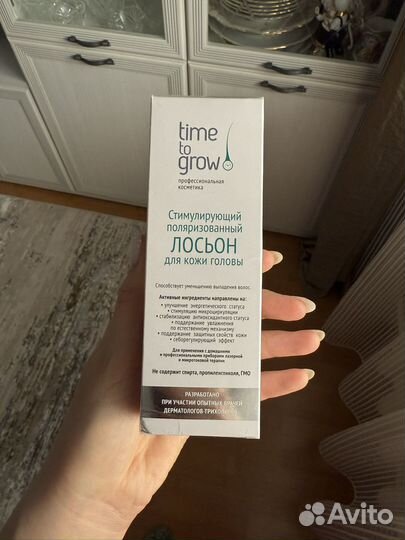 time
to
grow
профессиональная
косметика
Стимулирующий
поляризованный
ЛОСЬОН
для кожи головы
Способствует уменьшению выпадения волос.
Активные ингредиенты направлены на:
• улучшение энергетического статуса
• стимуляцию микроциркуляции
• стабилизацию антиоксидантного статуса
• поддержание увлажнения
по естественному механизму
• поддержание защитных свойств кожи
• себорегулирующий эффект
Для применения с домашними
и профессиональными приборами лазерной
и микротоковой терапии
Не содержит спирта, пропиленгликоля, ГМО
РАЗРАБОТАНО
ПРИ УЧАСТИИ ОПЫТНЫХ ВРАЧЕЙ
ДЕРМАТОЛОГОВ-ТРИХОЛОГОВ
Avito